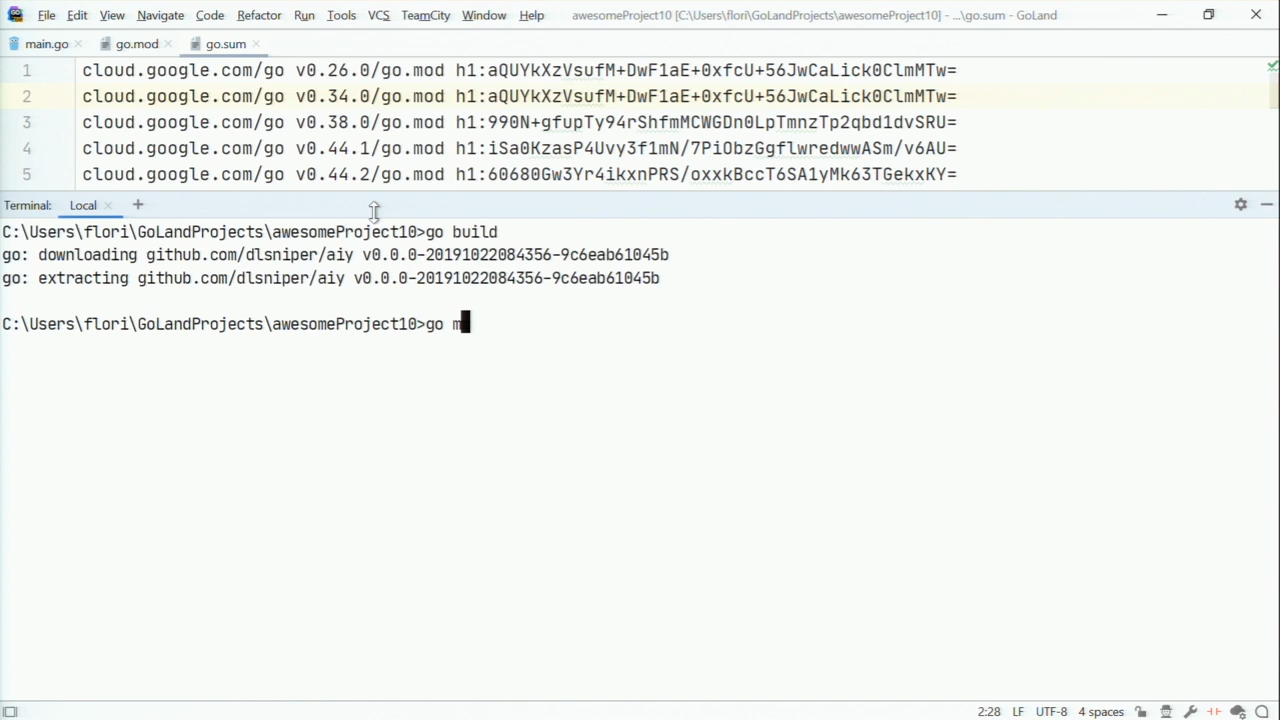 File Edit View Navigate Code Refactor Run Tools VCS TeamCity Window Help awesomeProject10 [C:\Users\flori\GoLandProjects\awesomeProject10] - ...\go.sum - GoLand
main.go go.mod go.sum
1 cloud.google.com/go v0.26.0/go.mod h1:aQUYkXzVsufM+DwF1aE+0xfcU+56JwCaLick0ClmMTw=
2 cloud.google.com/go v0.34.0/go.mod h1:aQUYkXzVsufM+DwF1aE+0xfcU+56JwCaLick0ClmMTw=
3 cloud.google.com/go v0.38.0/go.mod h1:990N+gfupTy94rShfmMCWGDn0LpTmnzTp2qbd1dvSRU=
4 cloud.google.com/go v0.44.1/go.mod h1:iSa0KzasP4Uvy3f1mN/7PiObzGgflwredwwASm/v6AU=
5 cloud.google.com/go v0.44.2/go.mod h1:60680Gw3Yr4ikxnPRS/oxxkBccT6SA1yMk63TGekxKY=
Terminal: Local
C:\Users\flori\GoLandProjects\awesomeProject10>go build
go: downloading github.com/dlsniper/aiy v0.0.0-20191022084356-9c6eab61045b
go: extracting github.com/dlsniper/aiy v0.0.0-20191022084356-9c6eab61045b
C:\Users\flori\GoLandProjects\awesomeProject10>go m
2:28 LF UTF-8 4 spaces